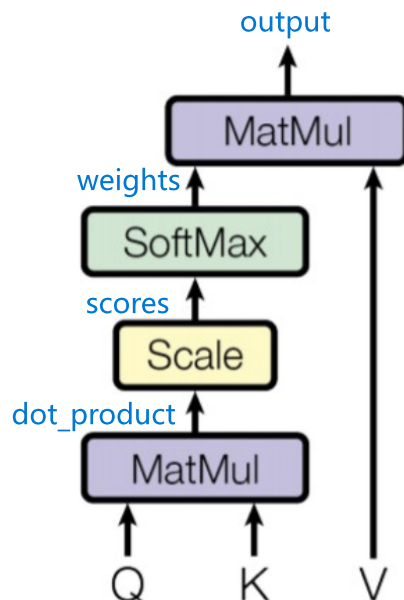 output
MatMul
weights
SoftMax
scores
Scale
dot_product
MatMul
Q K V